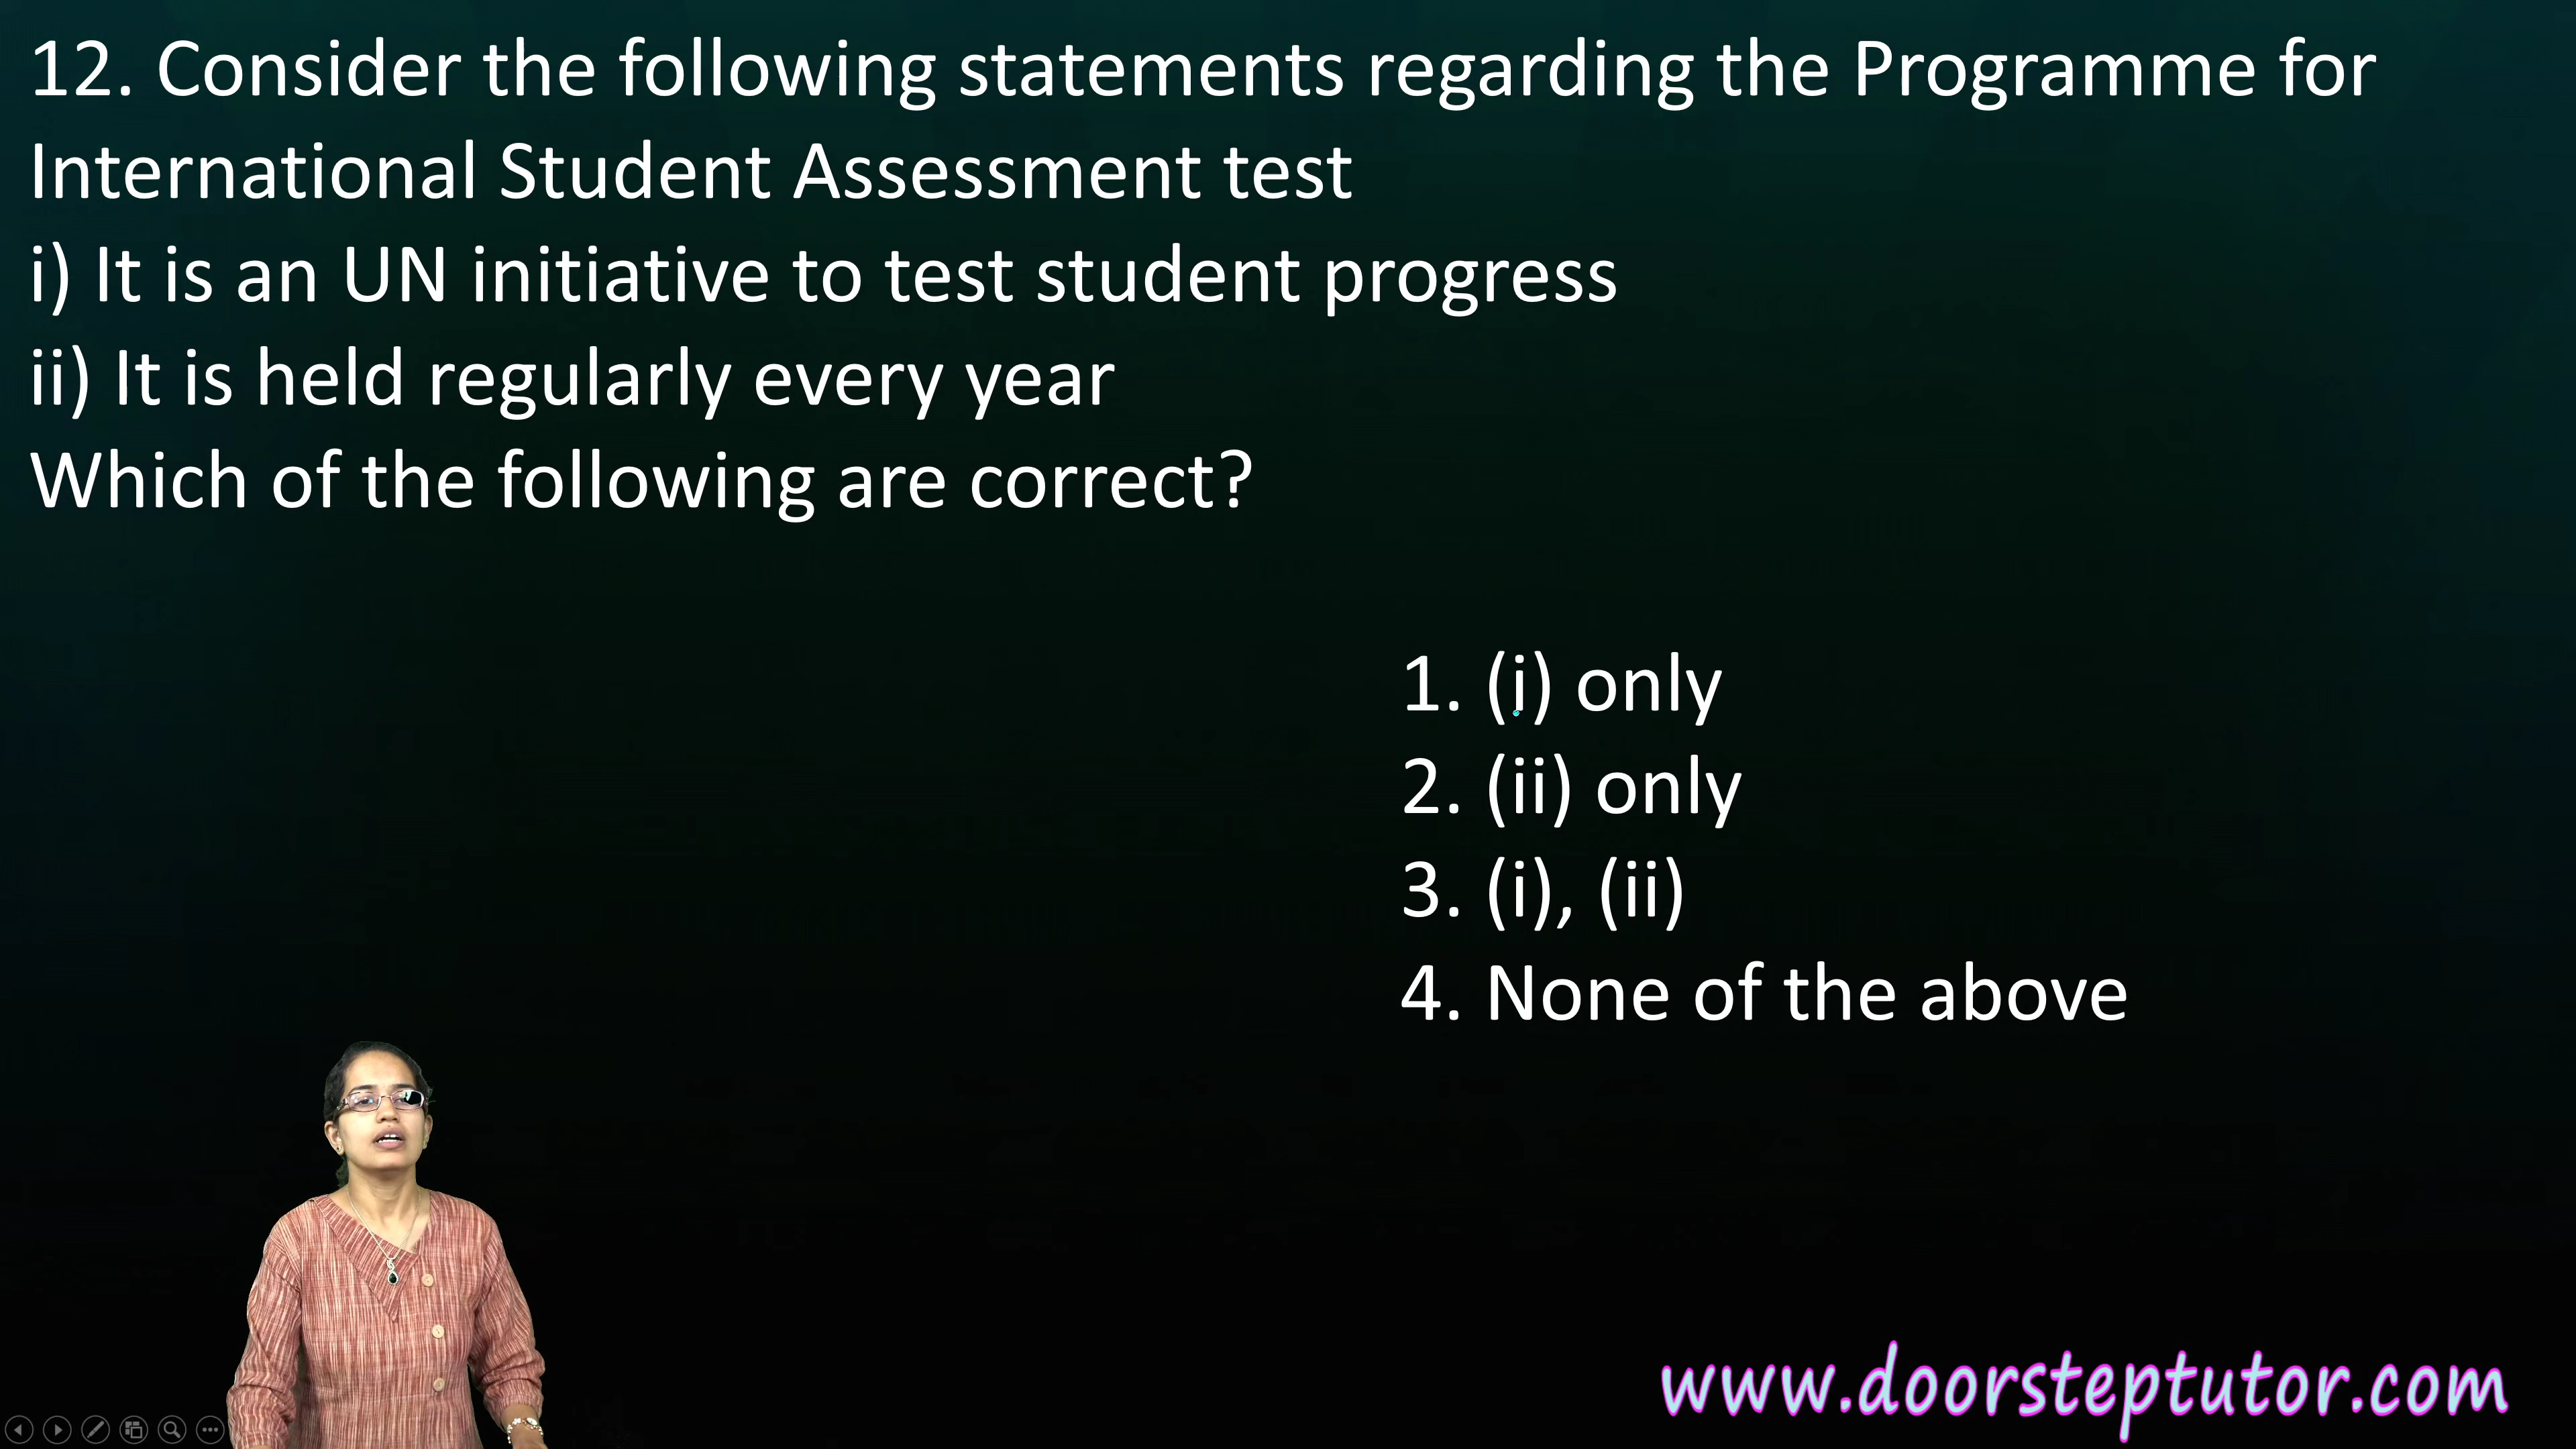 12. Consider the following statements regarding the Programme for
International Student Assessment test
i) It is an UN initiative to test student progress
ii) It is held regularly every year
Which of the following are correct?
1. (i) only
2. (ii) only
3. (i), (ii)
4. None of the above
www.doorsteptutor.com